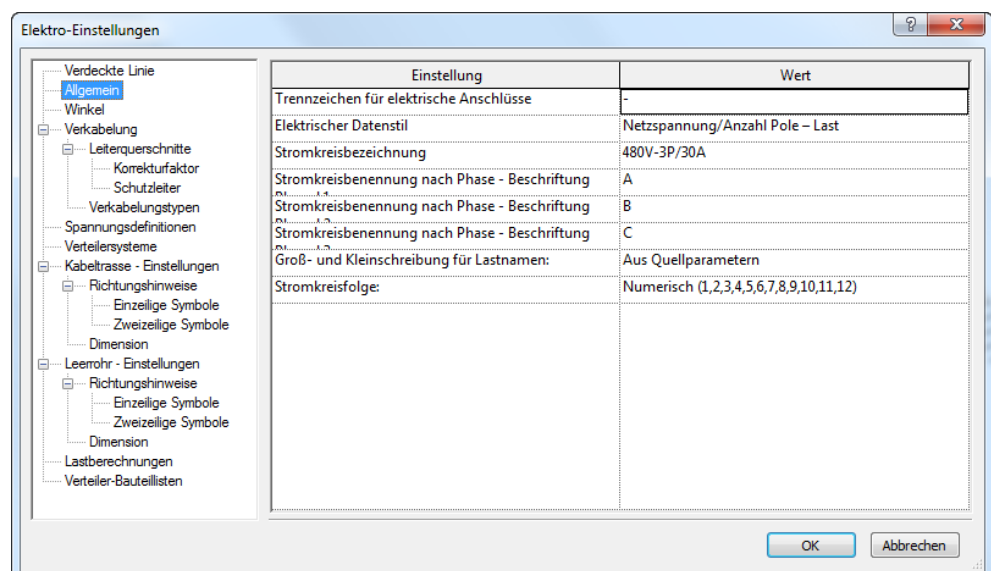 Elektro-Einstellungen
Verdeckte Linie
Allgemein
Winkel
Verkabelung
Leiterquerschnitte
Korrekturfaktor
Schutzleiter
Verkabelungstypen
Spannungsdefinitionen
Verteilersysteme
Kabeltrasse - Einstellungen
Richtungshinweise
Einzeilige Symbole
Zweizeilige Symbole
Dimension
Leerrohr - Einstellungen
Richtungshinweise
Einzeilige Symbole
Zweizeilige Symbole
Dimension
Lastberechnungen
Verteiler-Bauteillisten
Einstellung Wert
Trennzeichen für elektrische Anschlüsse -
Elektrischer Datenstil Netzspannung/Anzahl Pole – Last
Stromkreisbezeichnung 480V-3P/30A
Stromkreisbenennung nach Phase - Beschriftung A
Stromkreisbenennung nach Phase - Beschriftung B
Stromkreisbenennung nach Phase - Beschriftung C
Groß- und Kleinschreibung für Lastnamen: Aus Quellparametern
Stromkreisfolge: Numerisch (1,2,3,4,5,6,7,8,9,10,11,12)
OK Abbrechen